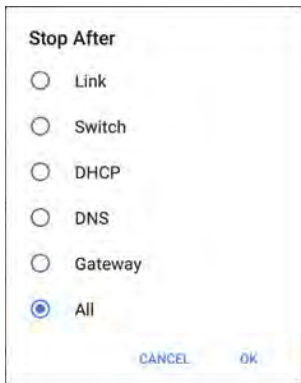 Stop After
Link
Switch
DHCP
DNS
Gateway
All
CANCEL OK